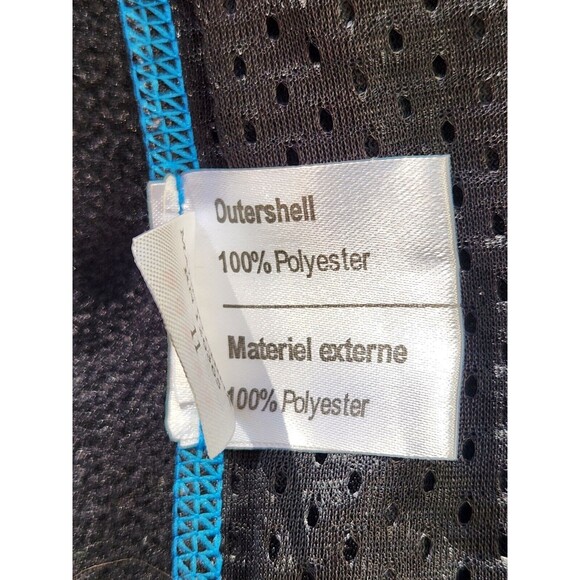 Outershell
100% Polyester
Materiel externe
100% Polyester